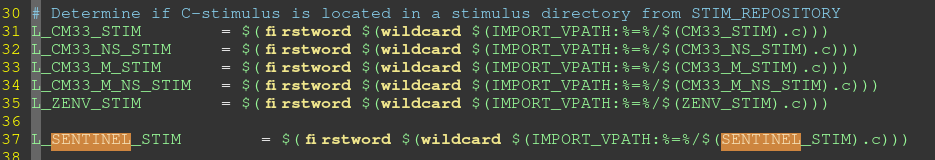 30 # Determine if C-stimulus is located in a stimulus directory from STIM_REPOSITORY
31 L_CM33_STIM        = $(firstword $(wildcard $(IMPORT_VPATH:%=%/$(CM33_STIM).c)))
32 L_CM33_NS_STIM     = $(firstword $(wildcard $(IMPORT_VPATH:%=%/$(CM33_NS_STIM).c)))
33 L_CM33_M_STIM      = $(firstword $(wildcard $(IMPORT_VPATH:%=%/$(CM33_M_STIM).c)))
34 L_CM33_M_NS_STIM   = $(firstword $(wildcard $(IMPORT_VPATH:%=%/$(CM33_M_NS_STIM).c)))
35 L_ZENV_STIM        = $(firstword $(wildcard $(IMPORT_VPATH:%=%/$(ZENV_STIM).c)))
36
37 L_SENTINEL_STIM        = $(firstword $(wildcard $(IMPORT_VPATH:%=%/$(SENTINEL_STIM).c)))
38